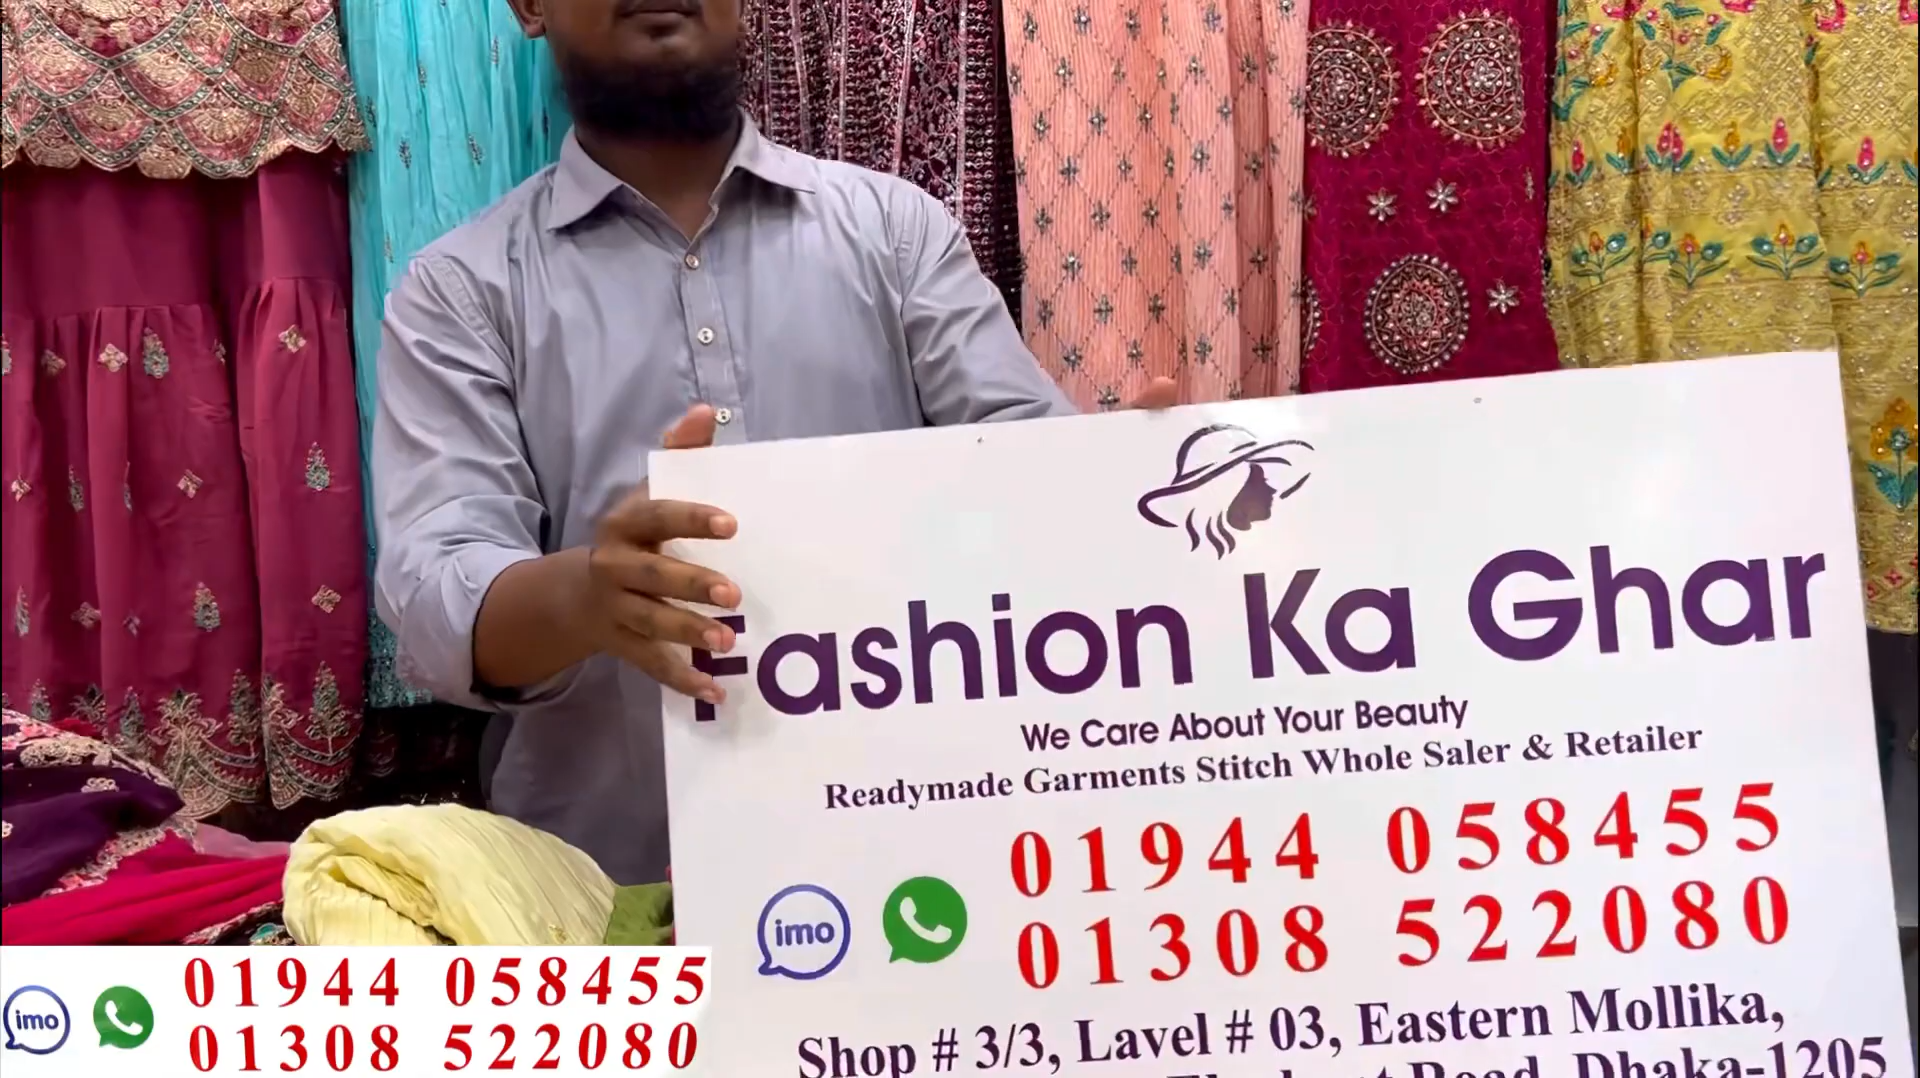 Fashion Ka Ghar
We Care About Your Beauty
Readymade Garments Stitch Whole Saler & Retailer
01944 058455
imo
01308 522080
Shop # 3/3, Lavel # 03, Eastern Mollika,
Road, Dhaka-1205
01944 058455
imo
01308 522080